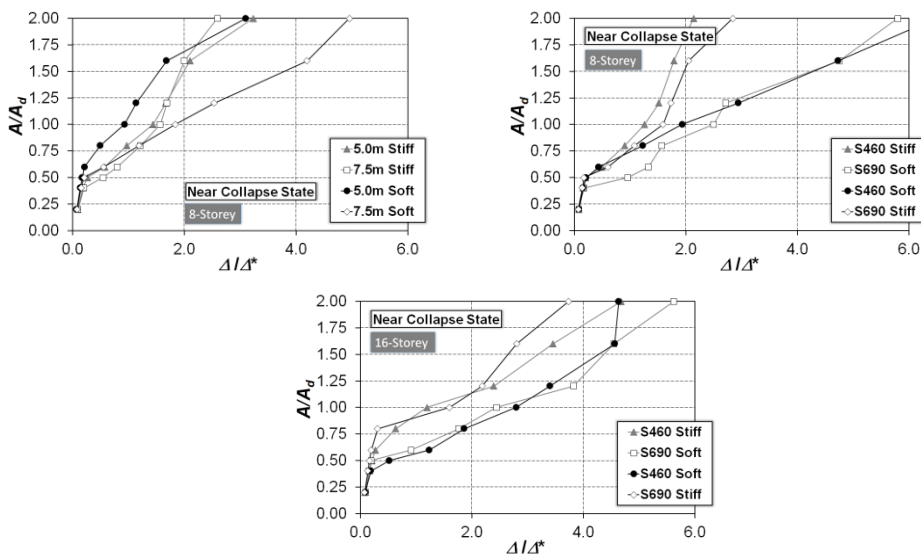 2.00
1.75
1.50
1.25
1.00
0.75
0.50
0.25
0.00
A/A_d
Near Collapse State
8-Storey
5.0m Stiff
7.5m Stiff
5.0m Soft
7.5m Soft
0.0 2.0 4.0 6.0
Δ/Δ*
2.00
1.75
1.50
1.25
1.00
0.75
0.50
0.25
0.00
A/A_d
Near Collapse State
8-Storey
S460 Stiff
S690 Soft
S460 Soft
S690 Stiff
0.0 2.0 4.0 6.0
Δ/Δ*
2.00
1.75
1.50
1.25
1.00
0.75
0.50
0.25
0.00
A/A_d
Near Collapse State
16-Storey
S460 Stiff
S690 Soft
S460 Soft
S690 Stiff
0.0 2.0 4.0 6.0
Δ/Δ*